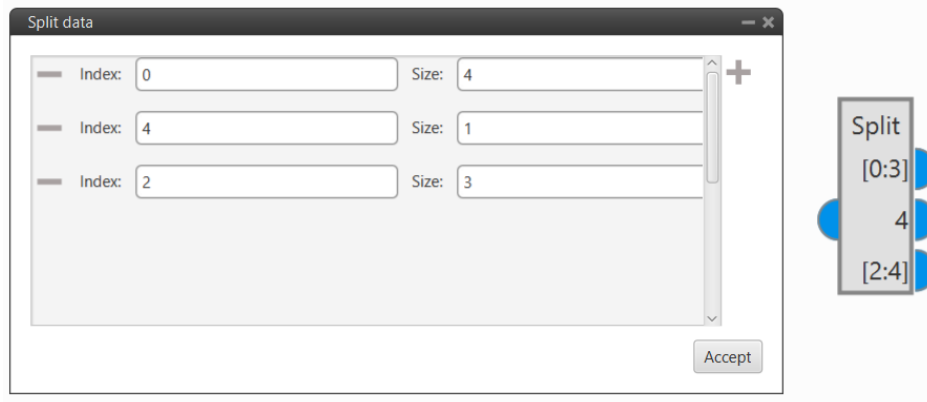 Split data
Index: 0 Size: 4
Index: 4 Size: 1
Index: 2 Size: 3
Accept
Split
[0:3]
4
[2:4]